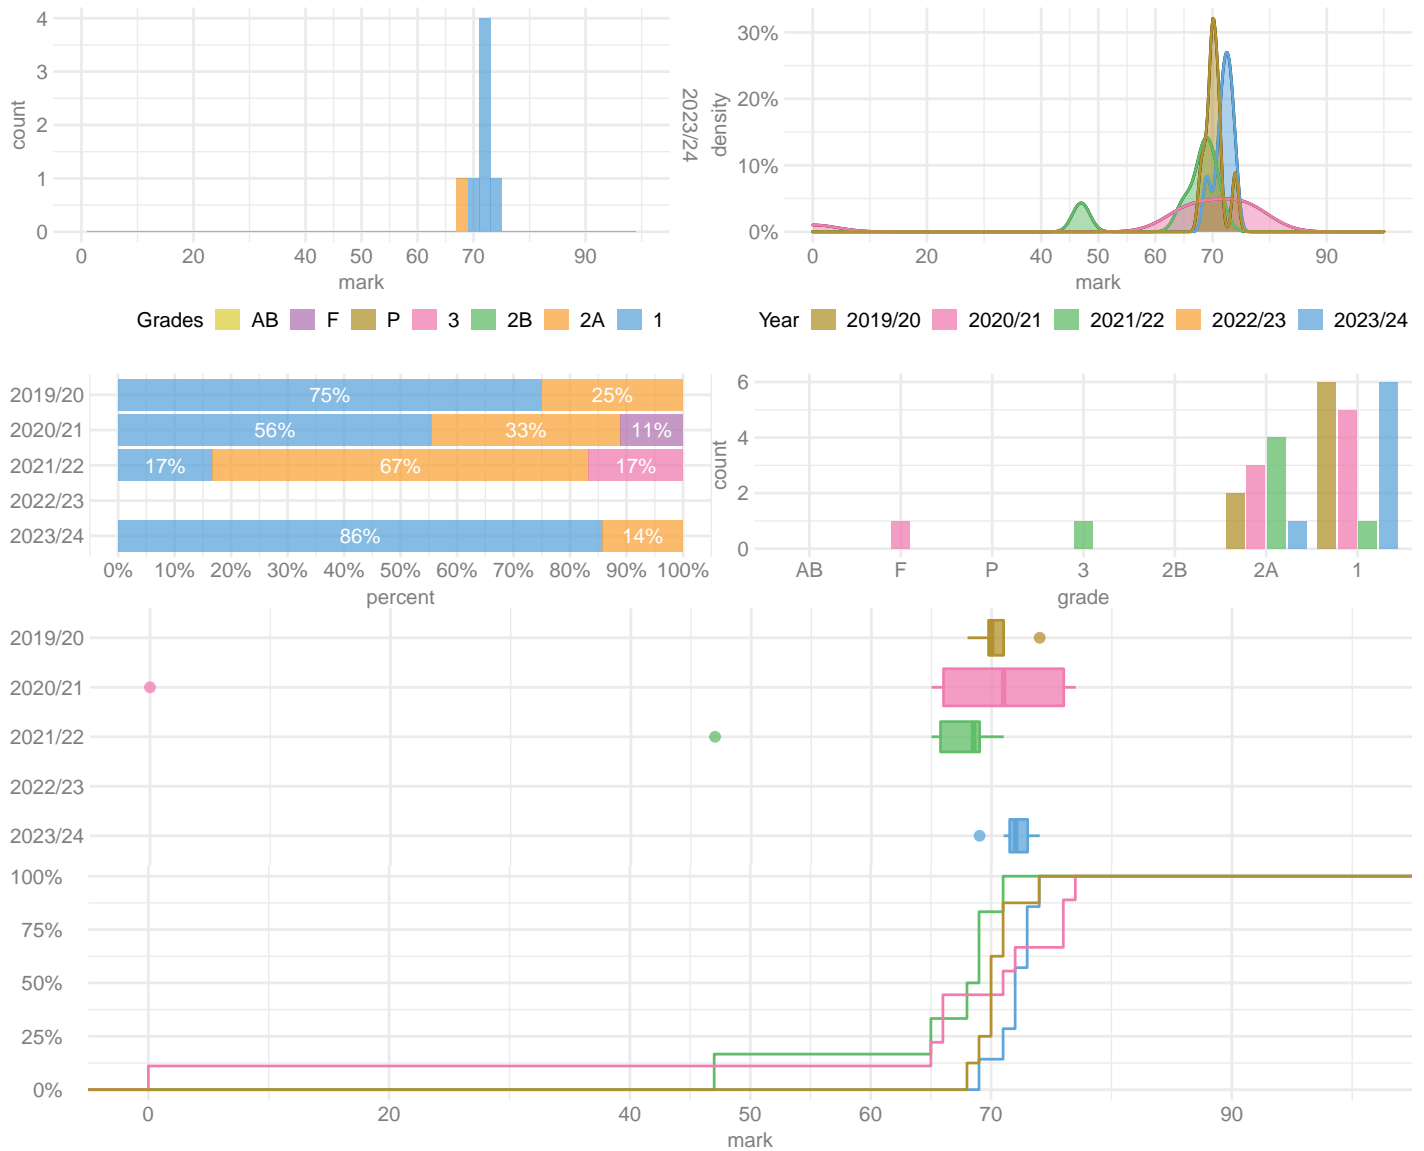 4
3
2
1
0
count
0 20 40 50 60 70 90
mark
2023/24
30%
20%
10%
0%
density
0 20 40 50 60 70 90
mark
Grades AB F P 3 2B 2A 1
Year 2019/20 2020/21 2021/22 2022/23 2023/24
2019/20 75% 25%
2020/21 56% 33% 11%
2021/22 17% 67% 17%
2022/23
2023/24 86% 14%
0% 10% 20% 30% 40% 50% 60% 70% 80% 90% 100%
percent
6
4
2
0
count
AB F P 3 2B 2A 1
grade
2019/20
2020/21
2021/22
2022/23
2023/24
100%
75%
50%
25%
0%
0 20 40 50 60 70 90
mark